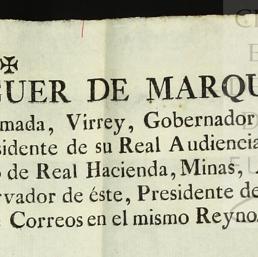 ✠
GUER DE MARQU
mada, Virrey, Gobernador
sidente de su Real Audiencia
de Real Hacienda, Minas,
rvador de éste, Presidente de
Correos en el mismo Reyno